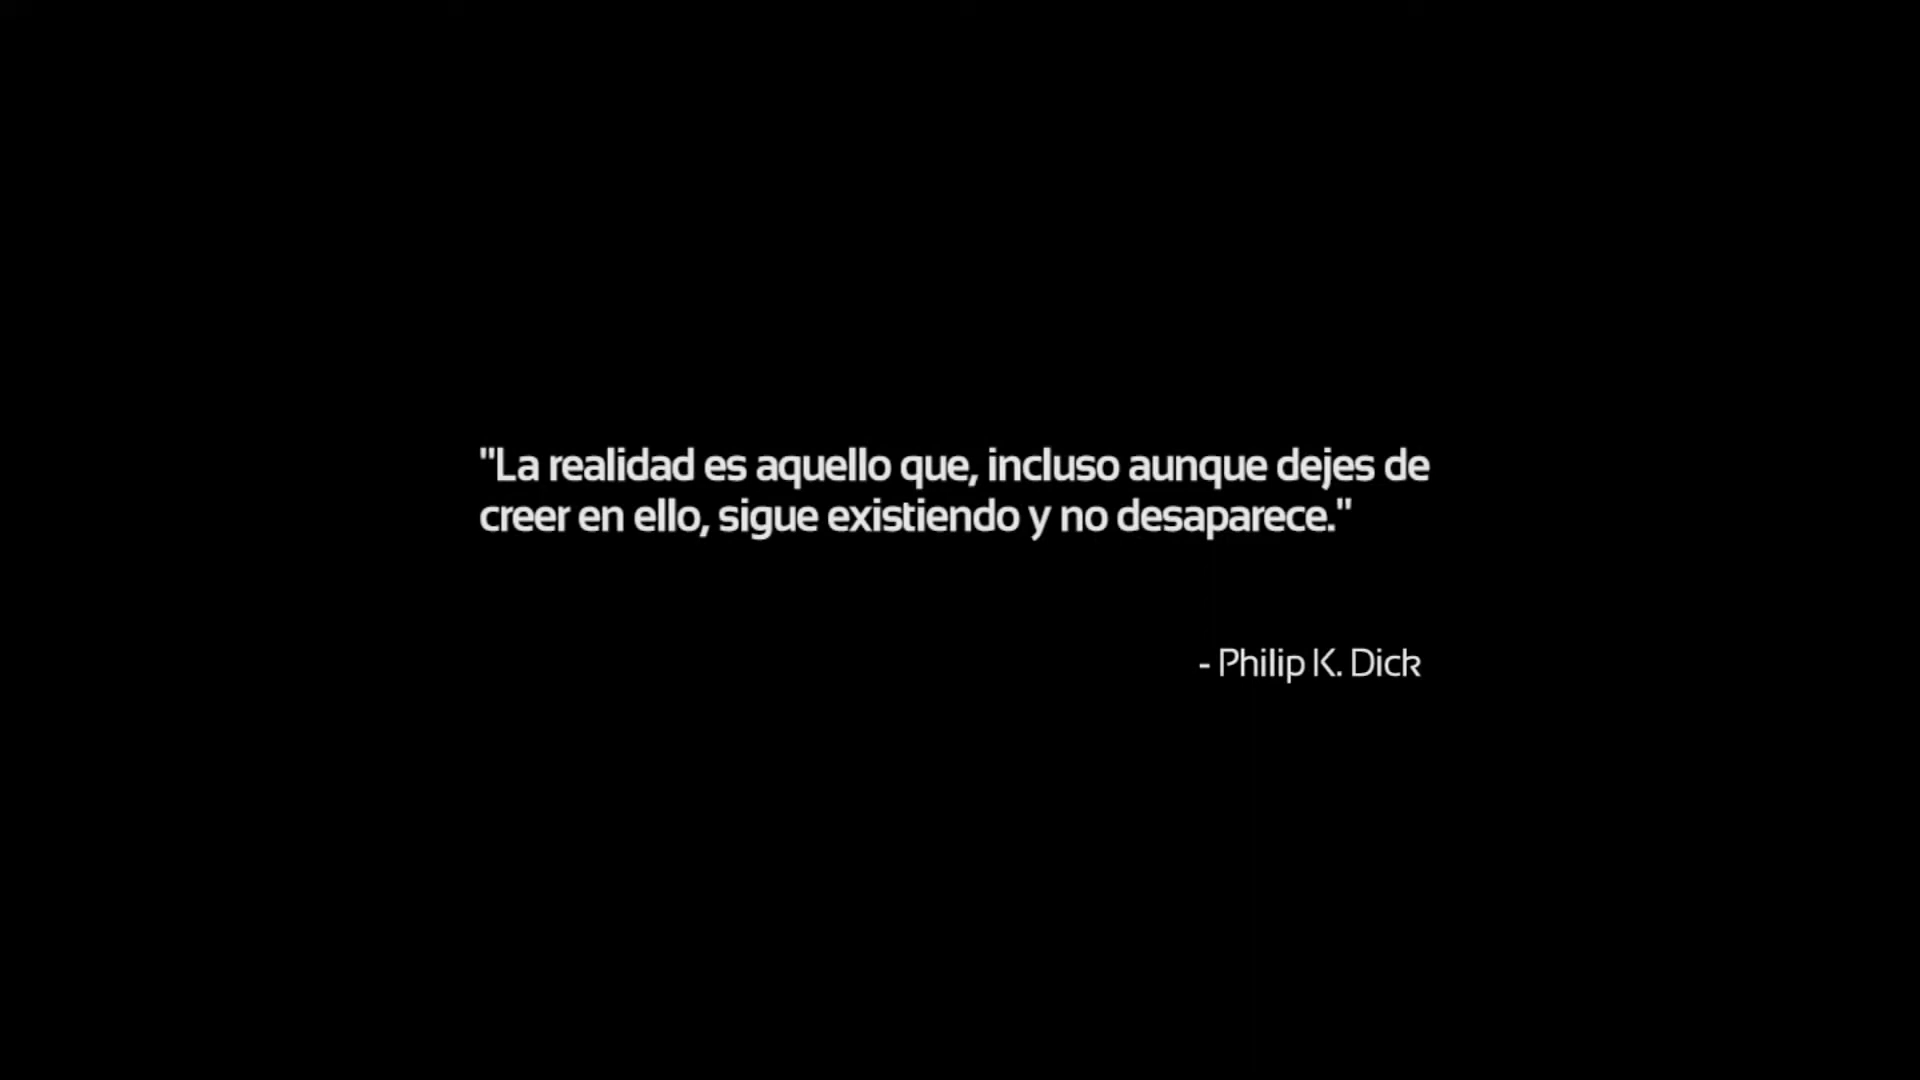 "La realidad es aquello que, incluso aunque dejes de
creer en ello, sigue existiendo y no desaparece."
- Philip K. Dick